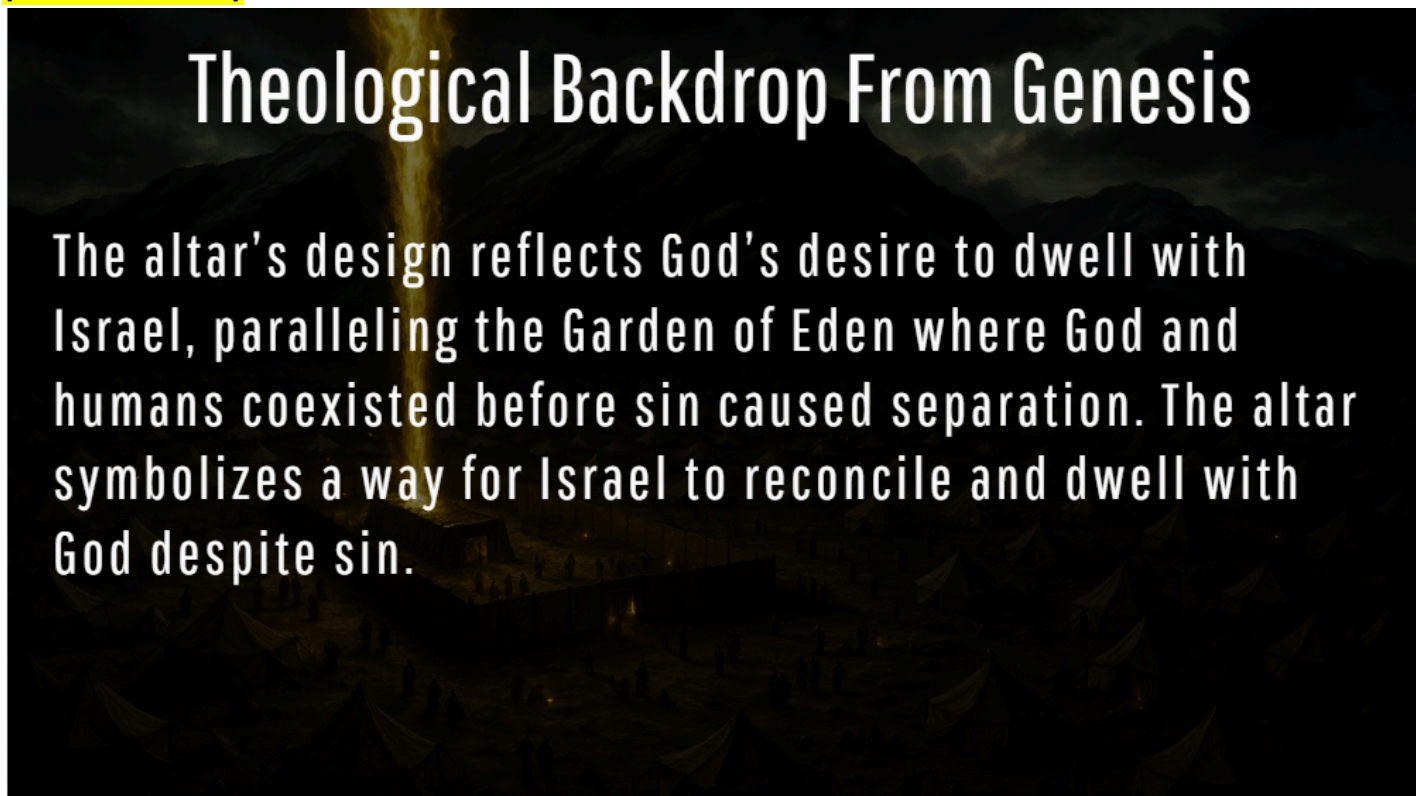 Theological Backdrop From Genesis
The altar’s design reflects God’s desire to dwell with
Israel, paralleling the Garden of Eden where God and
humans coexisted before sin caused separation. The altar
symbolizes a way for Israel to reconcile and dwell with
God despite sin.